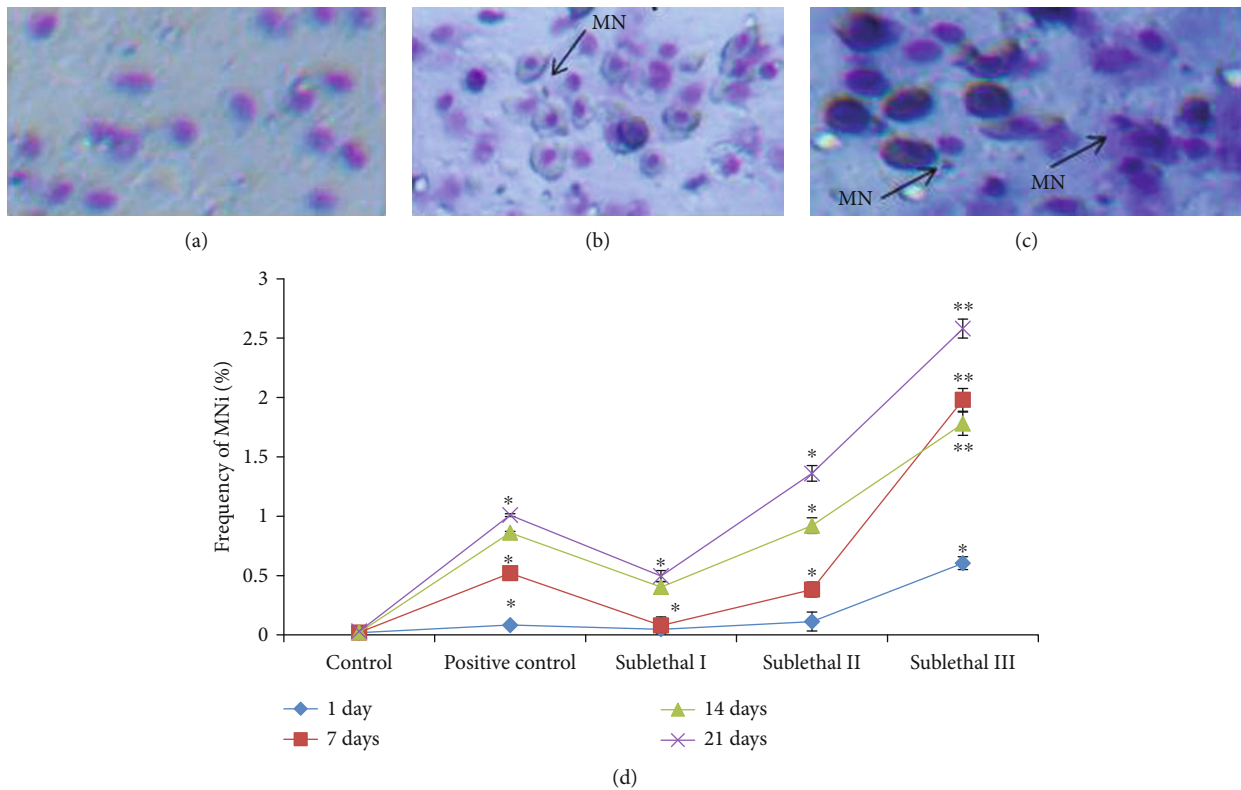 MN
MN
MN
(a)
(b)
(c)
3
2.5
2
1.5
1
0.5
0
Frequency of MNi (%)
*
*
*
*
*
*
*
*
*
**
**
**
*
Control
Positive control
Sublethal I
Sublethal II
Sublethal III
1 day
7 days
14 days
21 days
(d)